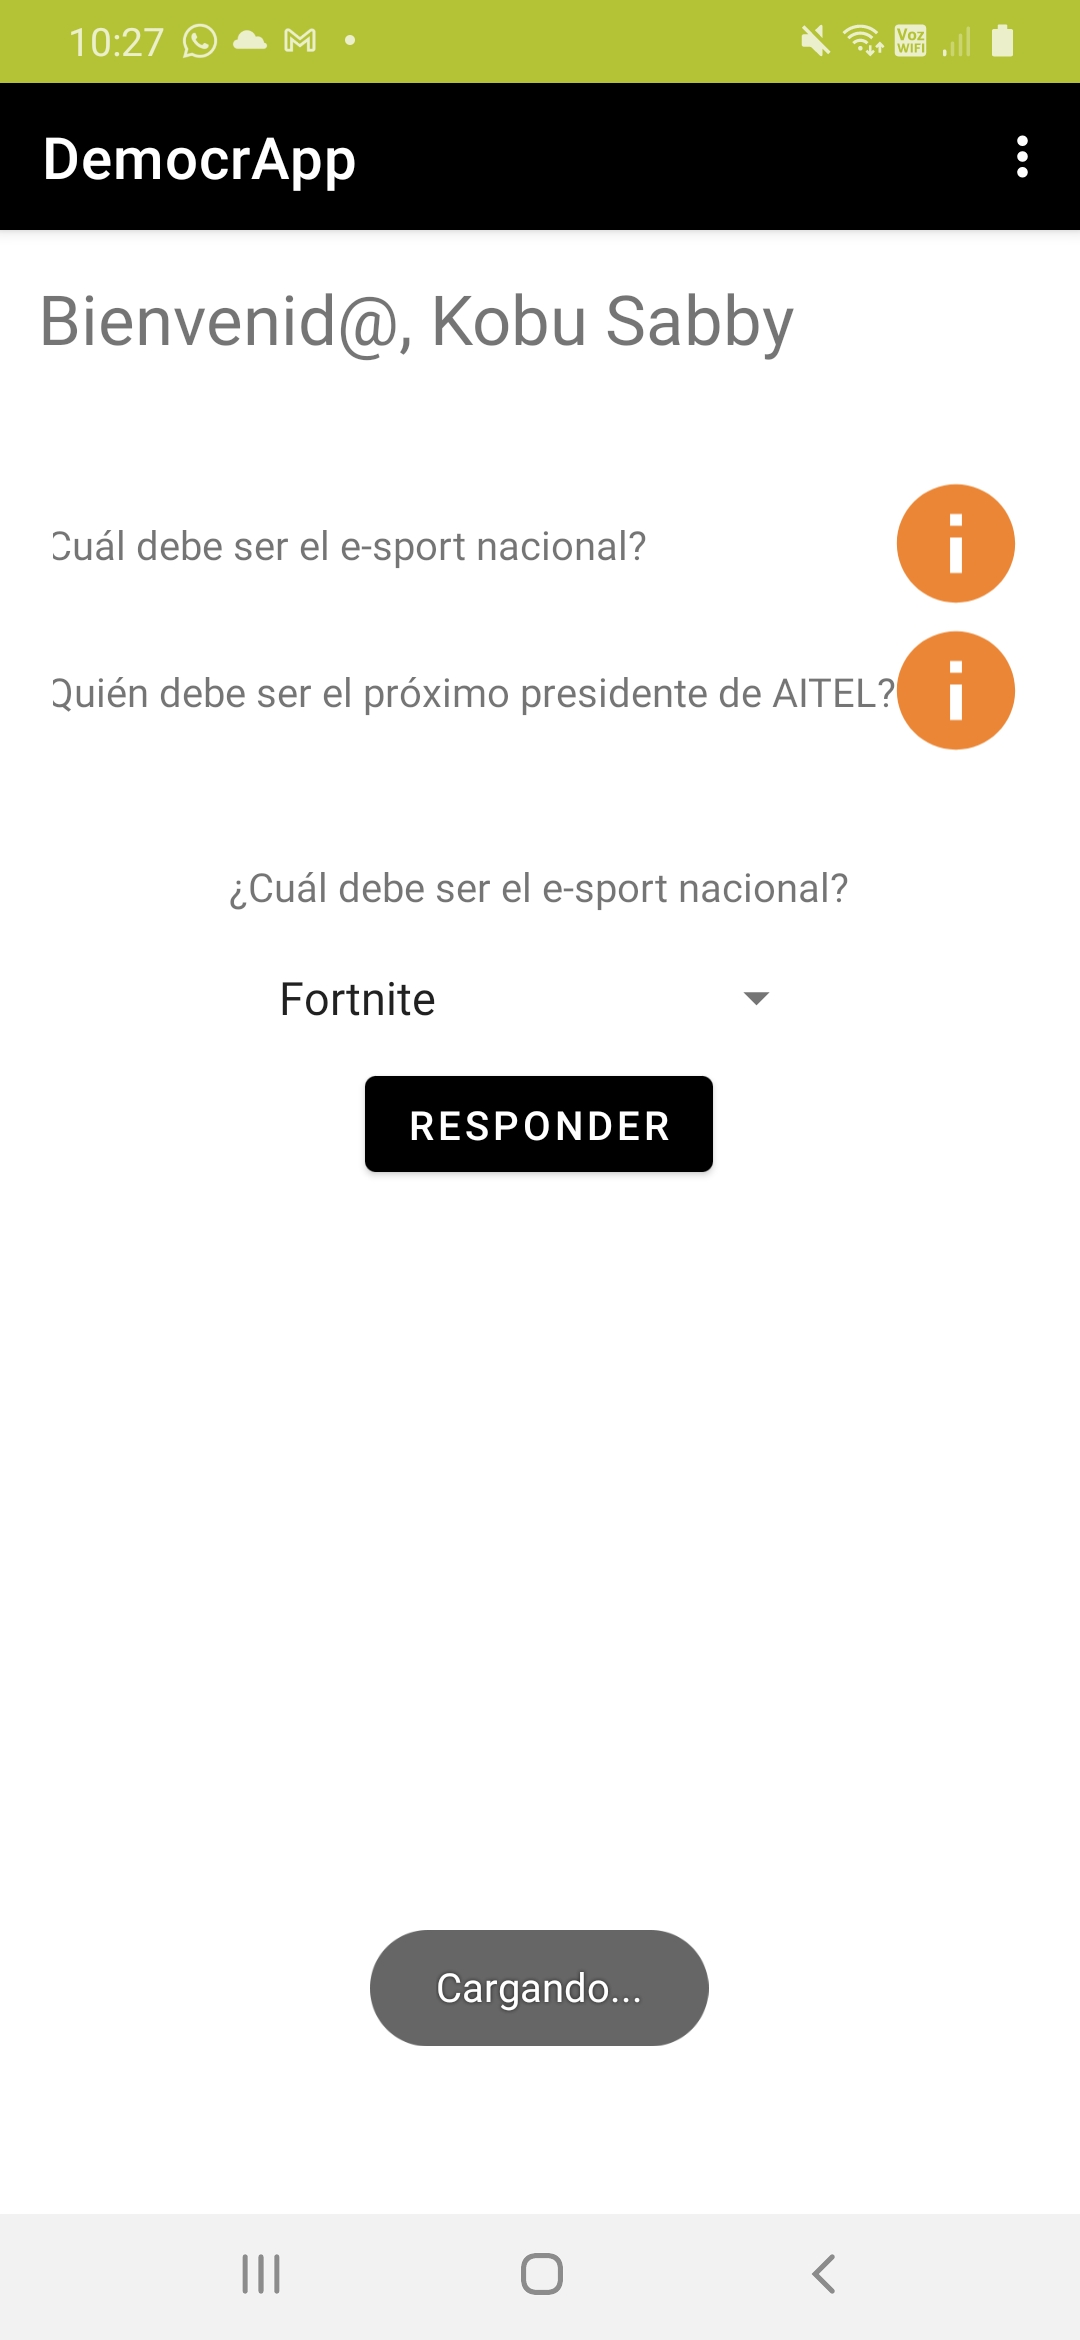 10:27
Voz
WIFI
DemocrApp
Bienvenid@, Kobu Sabby
Cuál debe ser el e-sport nacional?
Quién debe ser el próximo presidente de AITEL?
¿Cuál debe ser el e-sport nacional?
Fortnite
RESPONDER
Cargando...